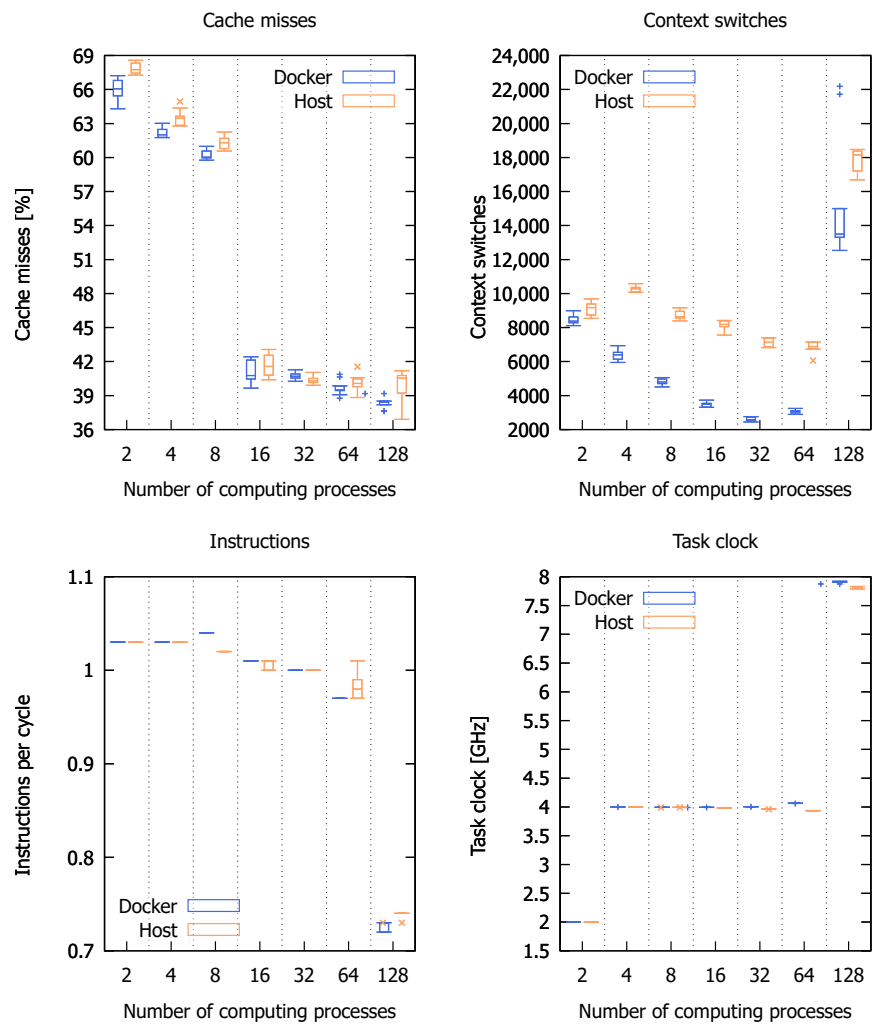 Cache misses
Cache misses [%]
69
66
63
60
57
54
51
48
45
42
39
36
Docker
Host
2 4 8 16 32 64 128
Number of computing processes
Context switches
Context switches
24,000
22,000
20,000
18,000
16,000
14,000
12,000
10,000
8000
6000
4000
2000
Docker
Host
2 4 8 16 32 64 128
Number of computing processes
Instructions
Instructions per cycle
1.1
1
0.9
0.8
0.7
Docker
Host
2 4 8 16 32 64 128
Number of computing processes
Task clock
Task clock [GHz]
8
7.5
7
6.5
6
5.5
5
4.5
4
3.5
3
2.5
2
1.5
Docker
Host
2 4 8 16 32 64 128
Number of computing processes